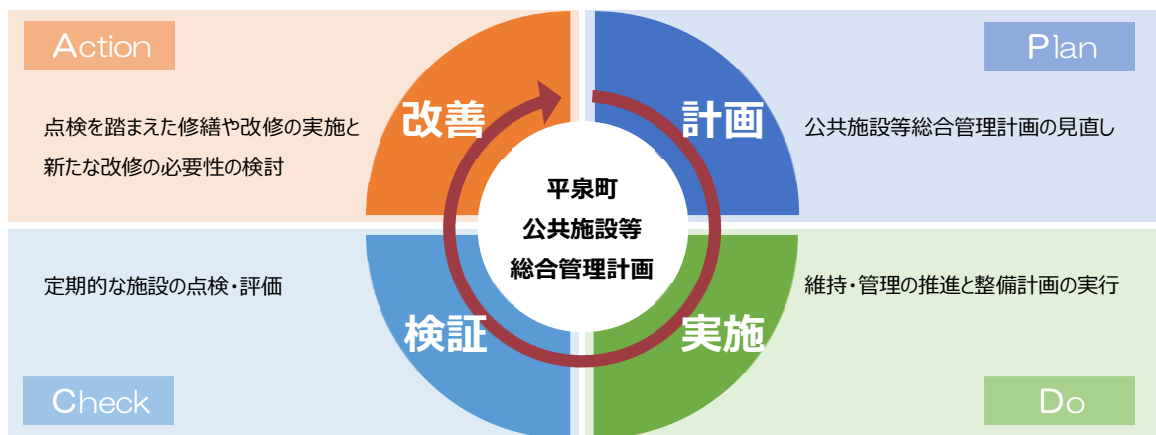 Action
点検を踏まえた修繕や改修の実施と
新たな改修の必要性の検討
改善
Plan
公共施設等総合管理計画の見直し
計画
平泉町
公共施設等
総合管理計画
定期的な施設の点検・評価
検証
Check
維持・管理の推進と整備計画の実行
実施
Do